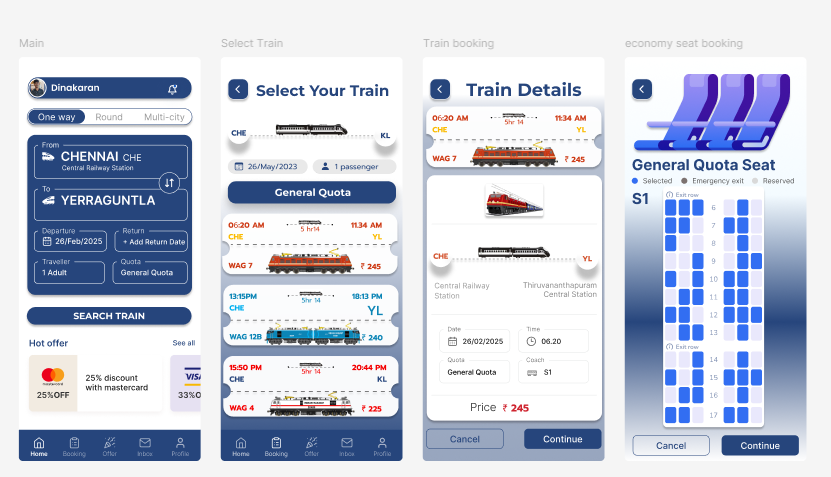 Main
Dinakaran
One way
Round
Multi-city
From
CHENNAI CHE
Central Railway Station
To
YERRAGUNTLA
Departure
26/Feb/2025
Return
+ Add Return Date
Traveller
1 Adult
Quota
General Quota
SEARCH TRAIN
Hot offer
See all
mastercard
25%OFF
25% discount
with mastercard
VISA
33%O
Home
Booking
Offer
Inbox
Profile
Select Train
Select Your Train
CHE
KL
26/May/2023
1 passenger
General Quota
06:20 AM
11.34 AM
5 hr14
CHE
YL
WAG 7
₹ 245
13:15PM
18:13 PM
5hr 14
CHE
YL
WAG 12B
₹ 240
15:50 PM
20:44 PM
5hr 14
CHE
KL
WAG 4
₹ 225
Home
Booking
Offer
Inbox
Profile
Train booking
Train Details
06:20 AM
11:34 AM
5hr 14
CHE
YL
WAG 7
₹ 245
CHE
YL
Central Railway
Station
Thiruvananthapuram
Central Station
Date
26/02/2025
Time
06.20
Quota
General Quota
Coach
S1
Price ₹ 245
Cancel
Continue
economy seat booking
General Quota Seat
Selected
Emergency exit
Reserved
S1
Exit row
6
7
8
9
10
11
12
13
Exit row
14
15
16
17
Cancel
Continue